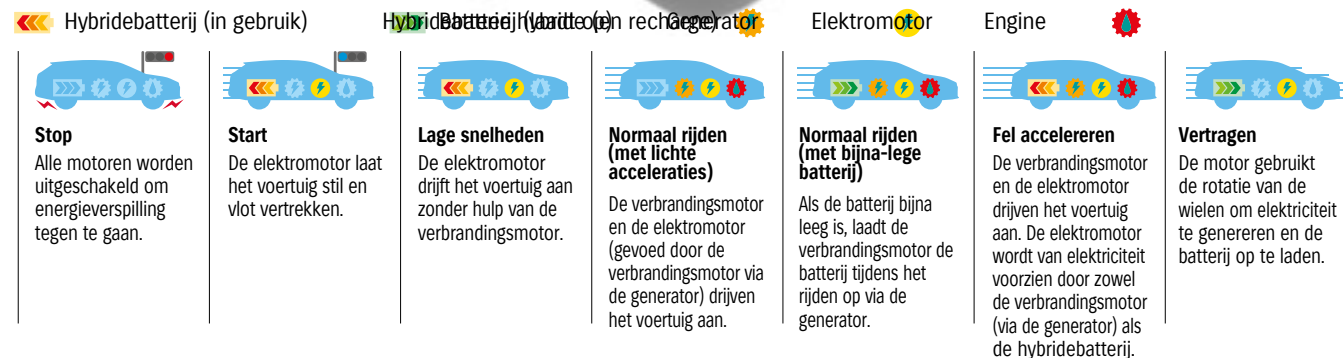 Hybridebatterij (in gebruik)
Generator
Elektromotor
Engine
Stop
Alle motoren worden
uitgeschakeld om
energieverspilling
tegen te gaan.
Start
De elektromotor laat
het voertuig stil en
vlot vertrekken.
Lage snelheden
De elektromotor
drijft het voertuig aan
zonder hulp van de
verbrandingsmotor.
Normaal rijden
(met lichte
acceleraties)
De verbrandingsmotor
en de elektromotor
(gevoed door de
verbrandingsmotor via
de generator) drijven
het voertuig aan.
Normaal rijden
(met bijna-lege
batterij)
Als de batterij bijna
leeg is, laadt de
verbrandingsmotor de
batterij tijdens het
rijden op via de
generator.
Fel accelereren
De verbrandingsmotor
en de elektromotor
drijven het voertuig
aan. De elektromotor
wordt van elektriciteit
voorzien door zowel
de verbrandingsmotor
(via de generator) als
de hybridebatterij.
Vertragen
De motor gebruikt
de rotatie van de
wielen om elektriciteit
te genereren en de
batterij op te laden.